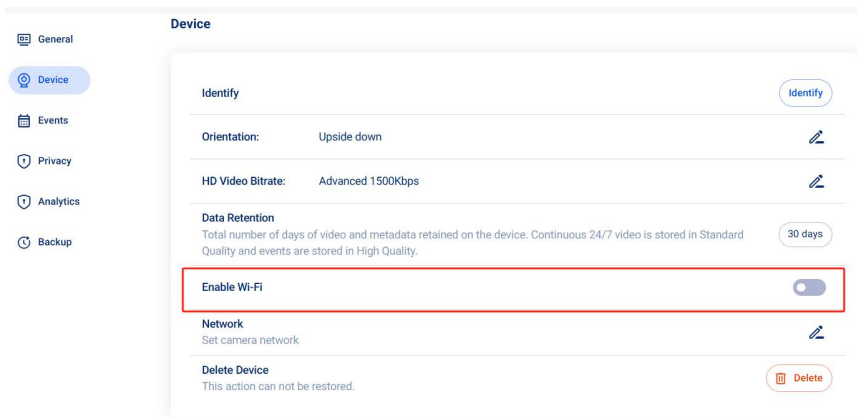 Device
General
Device
Events
Privacy
Analytics
Backup
Identify
Identify
Orientation: Upside down
HD Video Bitrate: Advanced 1500Kbps
Data Retention
Total number of days of video and metadata retained on the device. Continuous 24/7 video is stored in Standard
Quality and events are stored in High Quality.
30 days
Enable Wi-Fi
Network
Set camera network
Delete Device
This action can not be restored.
Delete